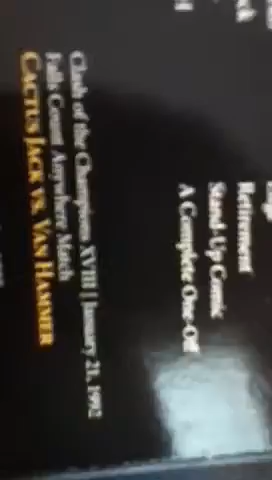 Retirement
Stand-Up Comic
A Complete One-Off
Clash of the Champions XVIII | January 21, 1992
Falls Count Anywhere Match
CACTUS JACK VS. VAN HAMMER